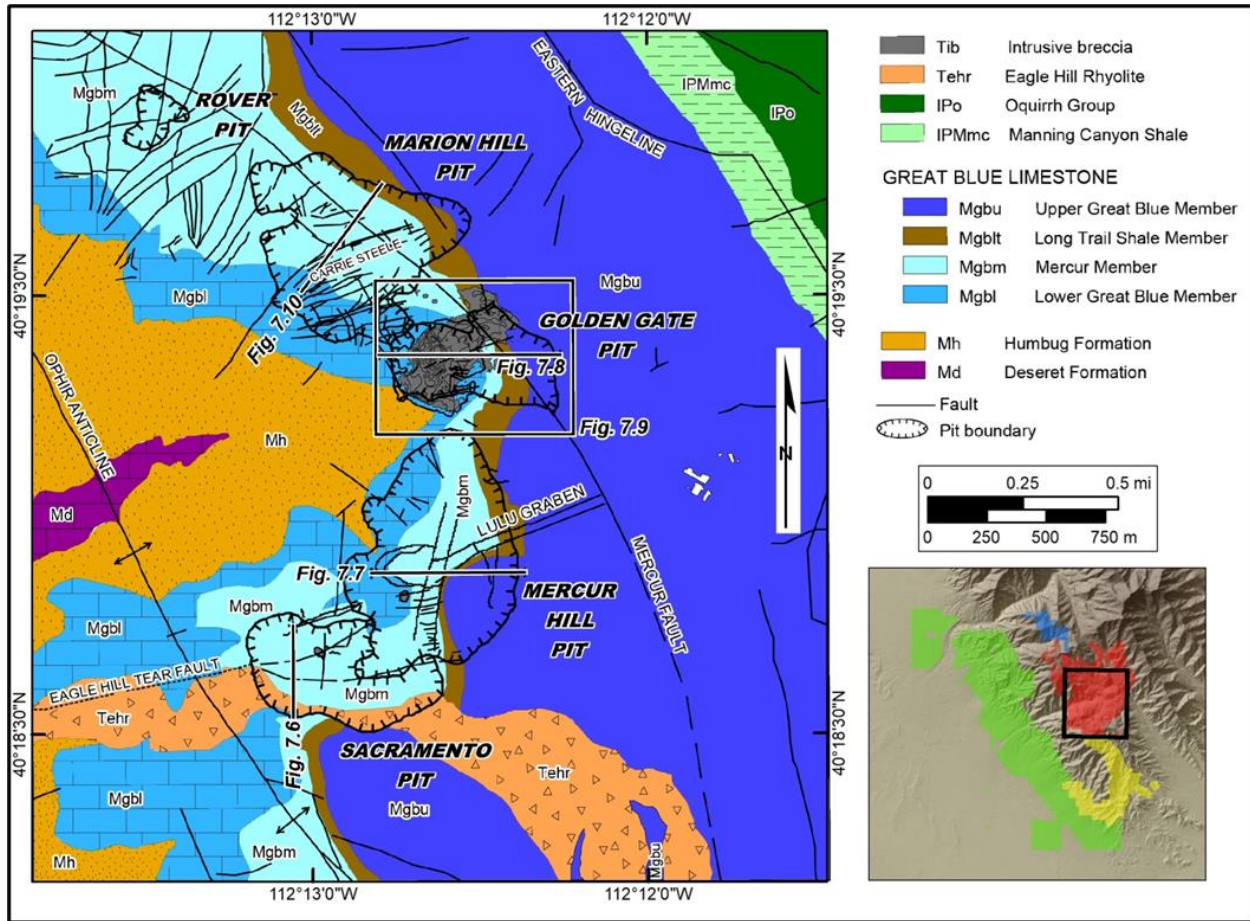 112°13'0"W
112°12'0"W
40°19'30"N
40°18'30"N
40°19'30"N
40°18'30"N
112°13'0"W
112°12'0"W
Mgbm
ROVER
PIT
Mgblt
MARION HILL
PIT
EASTERN HINGELINE
IPMmc
IPo
CARRIE STEELE
Mgbl
Fig. 7.10
Mgbu
GOLDEN GATE
PIT
Fig. 7.8
Fig. 7.9
OPHIR ANTICLINE
Mh
Md
Mgbm
LULU GRABEN
MERCUR FAULT
Fig. 7.7
MERCUR
HILL
PIT
Mgbm
Mgbl
EAGLE HILL TEAR FAULT
Mgbm
Tehr
Fig. 7.6
SACRAMENTO
PIT
Mgbu
Tehr
Mgbl
Mgbm
Mh
Mgbu
N
Tib Intrusive breccia
Tehr Eagle Hill Rhyolite
IPo Oquirrh Group
IPMmc Manning Canyon Shale
GREAT BLUE LIMESTONE
Mgbu Upper Great Blue Member
Mgblt Long Trail Shale Member
Mgbm Mercur Member
Mgbl Lower Great Blue Member
Mh Humbug Formation
Md Deseret Formation
Fault
Pit boundary
0 0.25 0.5 mi
0 250 500 750 m